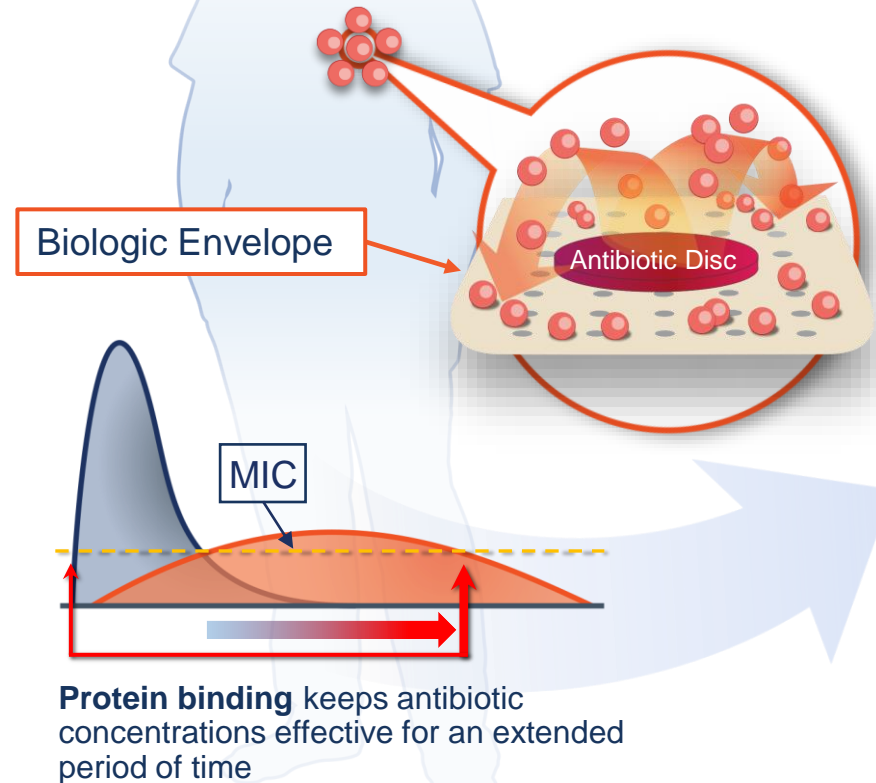 Biologic Envelope
Antibiotic Disc
MIC
Protein binding keeps antibiotic
concentrations effective for an extended
period of time